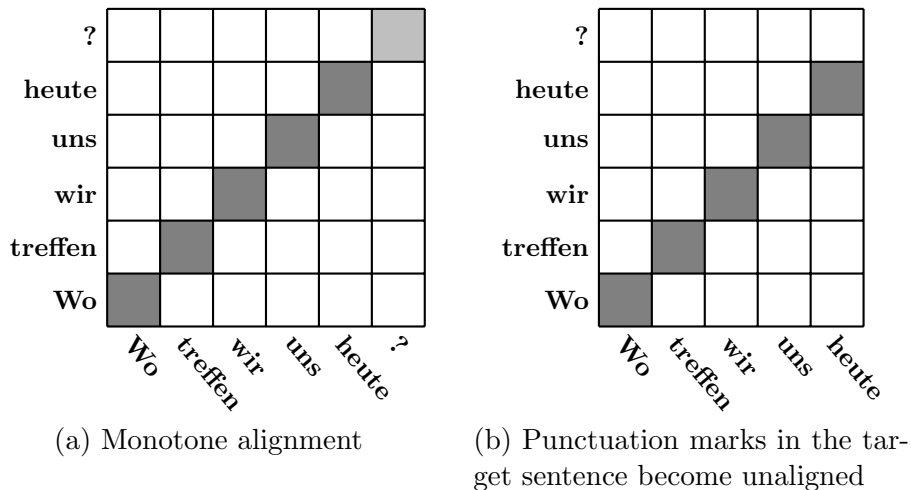 ?
heute
uns
wir
treffen
Wo
Wo treffen wir uns heute ?
(a) Monotone alignment
?
heute
uns
wir
treffen
Wo
Wo treffen wir uns heute
(b) Punctuation marks in the tar-
get sentence become unaligned